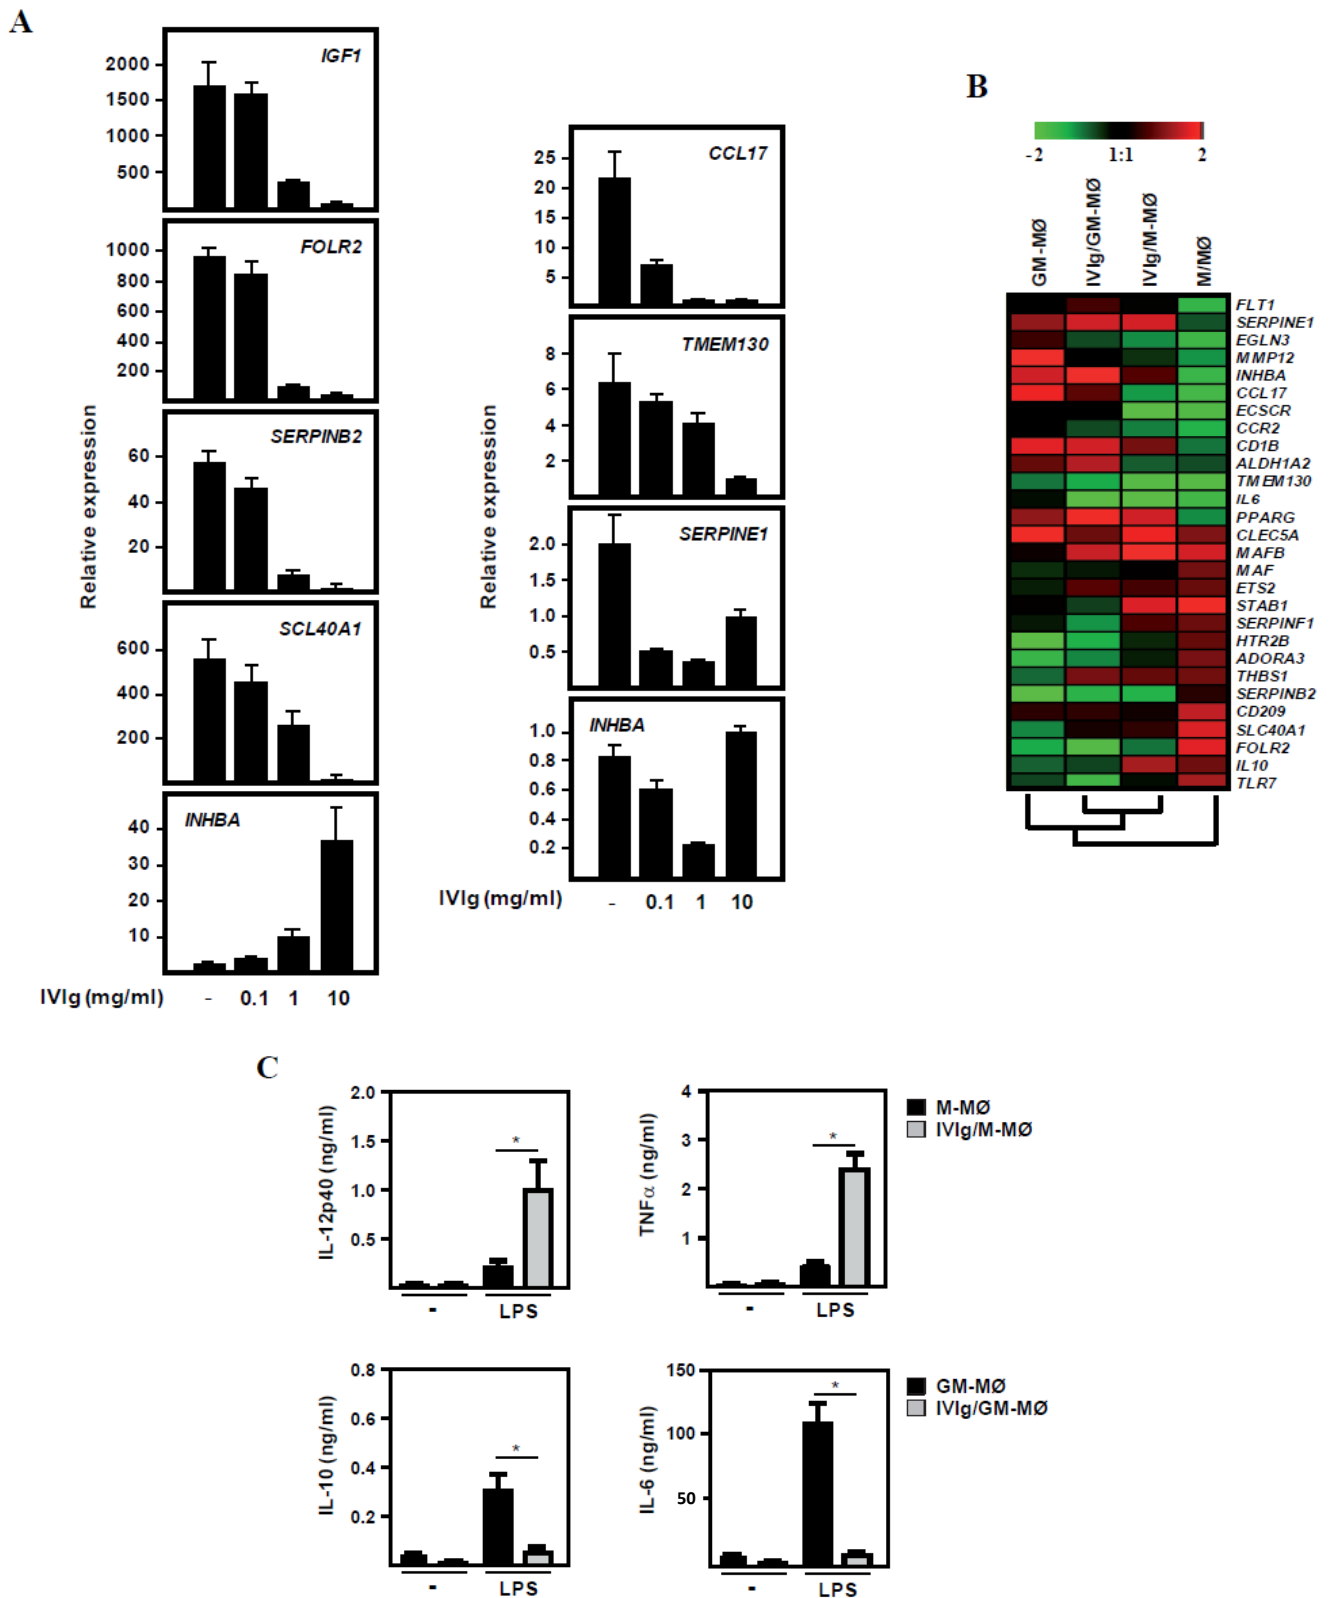 A
IGF1
2000
1500
1000
500
FOLR2
1000
800
600
400
200
SERPINB2
60
40
20
SCL40A1
600
400
200
INHBA
40
30
20
10
Relative expression
IVIg (mg/ml) - 0.1 1 10
CCL17
25
20
15
10
5
TMEM130
8
6
4
2
SERPINE1
2.0
1.5
1.0
0.5
INHBA
1.0
0.8
0.6
0.4
0.2
Relative expression
IVIg (mg/ml) - 0.1 1 10
B
-2 1:1 2
GM-MØ
IVIg/GM-MØ
IVIg/M-MØ
M/MØ
FLT1
SERPINE1
EGLN3
MMP12
INHBA
CCL17
ECSCR
CCR2
CD1B
ALDH1A2
TMEM130
IL6
PPARG
CLEC5A
MAFB
MAF
ETS2
STAB1
SERPINF1
HTR2B
ADORA3
THBS1
SERPINB2
CD209
SLC40A1
FOLR2
IL10
TLR7
C
IL-12p40 (ng/ml)
2.0
1.5
1.0
0.5
*
- LPS
TNFα (ng/ml)
4
3
2
1
*
- LPS
M-MØ
IVIg/M-MØ
IL-10 (ng/ml)
0.8
0.6
0.4
0.2
*
- LPS
IL-6 (ng/ml)
150
100
50
*
- LPS
GM-MØ
IVIg/GM-MØ